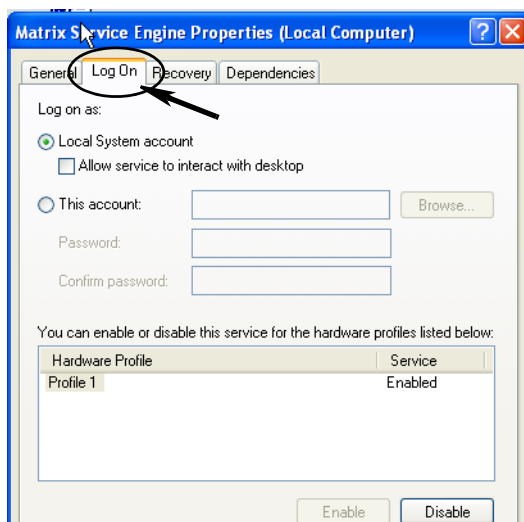 Matrix Service Engine Properties (Local Computer)
General Log On Recovery Dependencies
Log on as:
Local System account
Allow service to interact with desktop
This account: Browse...
Password:
Confirm password:
You can enable or disable this service for the hardware profiles listed below:
Hardware Profile Service
Profile 1 Enabled
Enable Disable